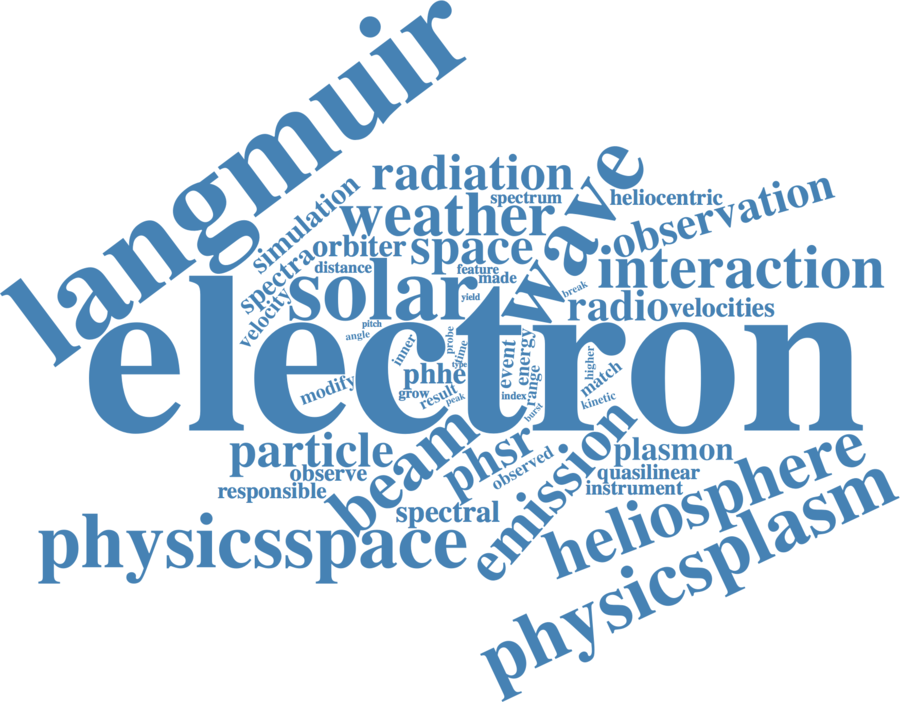 langmuir
radiation
wave
spectrum
heliocentric
simulation
weather
observation
orbiter
space
spectra
distance
feature
made
interaction
solar
velocity
yield
break
radio
velocities
electron
pitch
angle
inner
probe
time
type
event
energy
higher
phhe
range
match
modify
grow
result
peak
index
kinetic
burst
particle
beam
phsr
emission
plasmon
observe
observed
quasilinear
responsible
instrument
spectral
heliosphere
physicsspace
physicsplasm